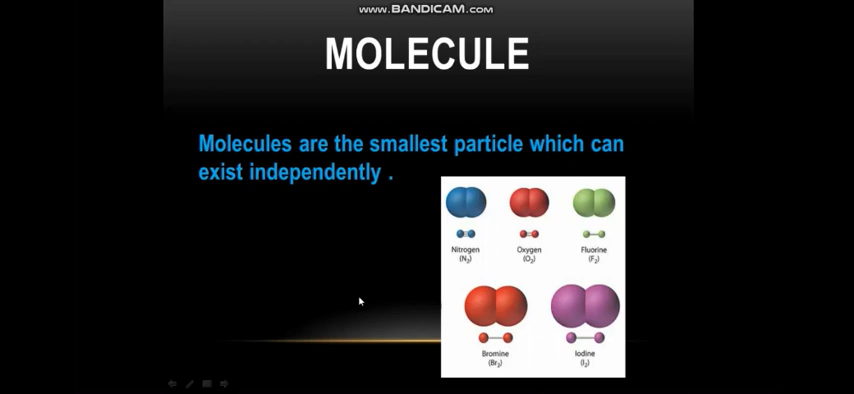 www.BANDICAM.com
MOLECULE
Molecules are the smallest particle which can
exist independently .
Nitrogen
(N₂)
Oxygen
(O₂)
Fluorine
(F₂)
Bromine
(Br₂)
Iodine
(I₂)